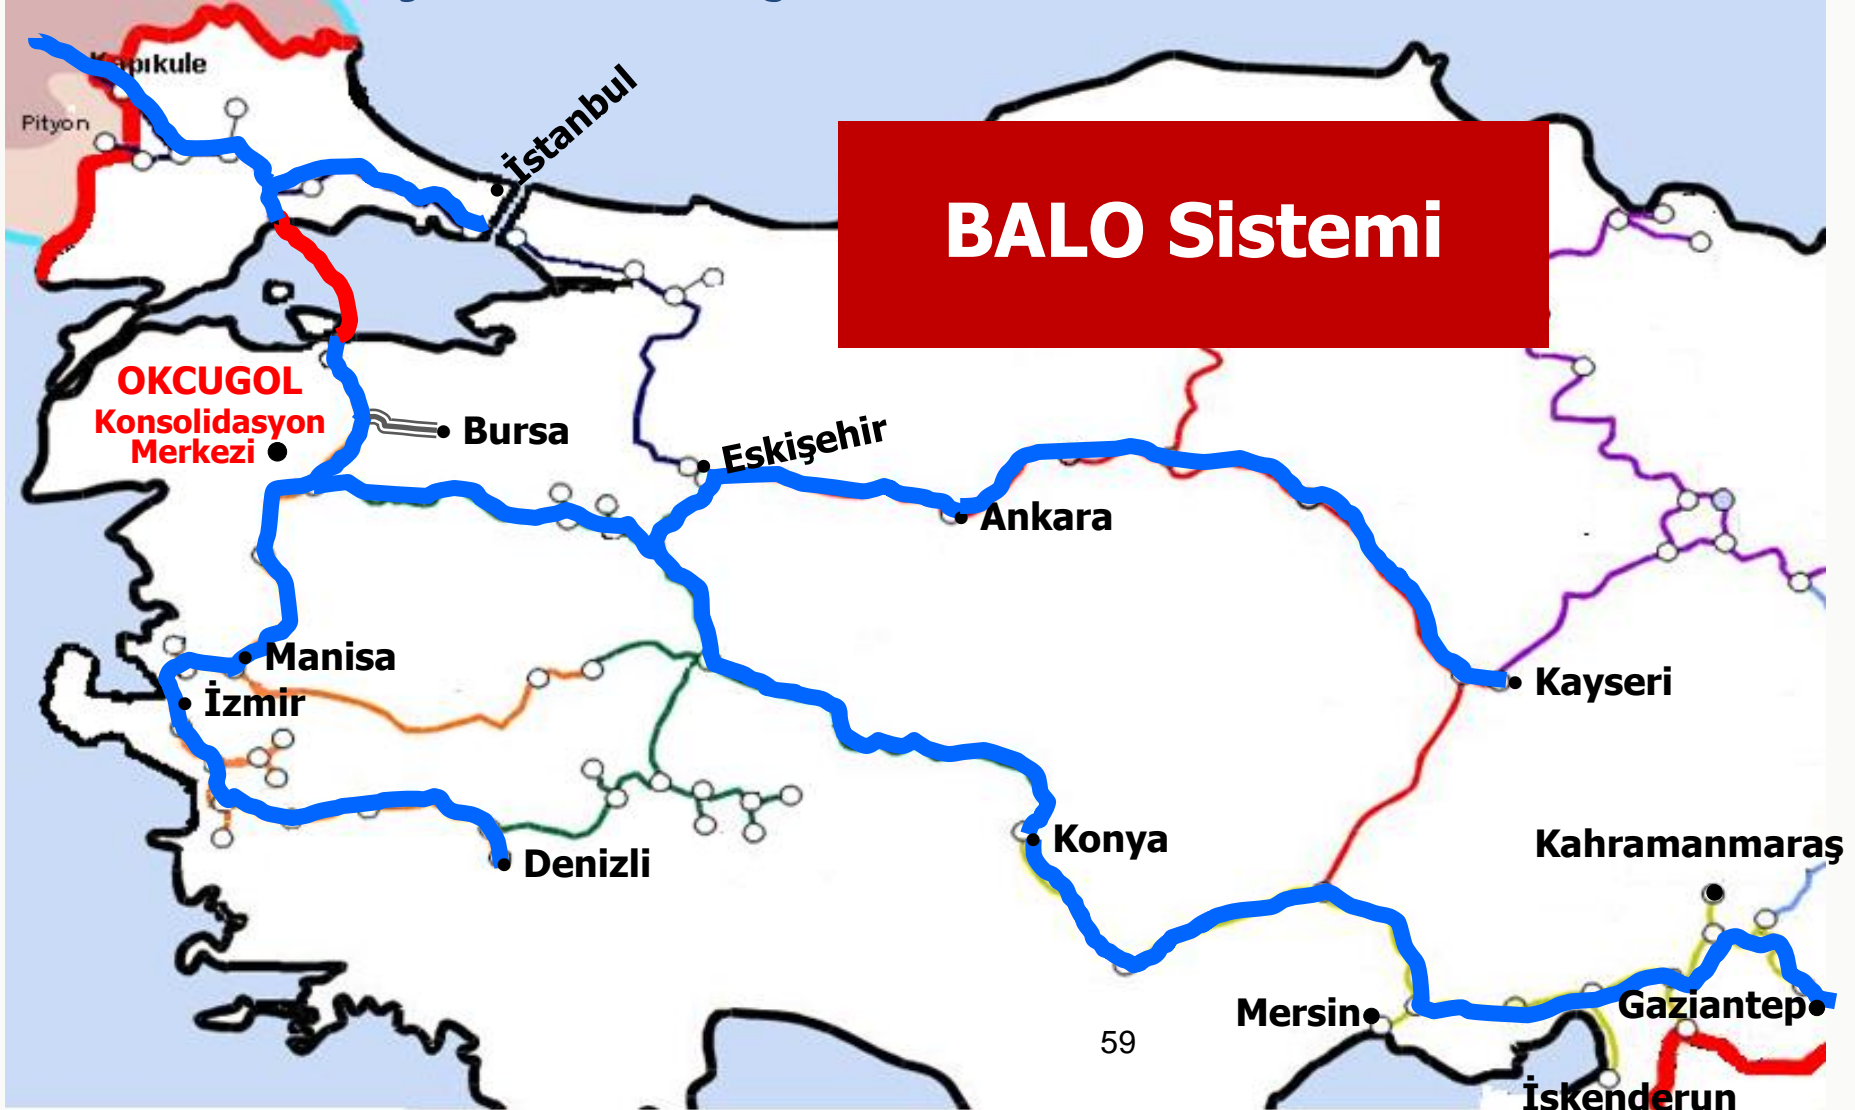 Kapıkule
Pityon
İstanbul
BALO Sistemi
OKCUGOL
Konsolidasyon
Merkezi
Bursa
Eskişehir
Ankara
Manisa
İzmir
Kayseri
Denizli
Konya
Kahramanmaraş
Mersin
Gaziantep
59
İskenderun